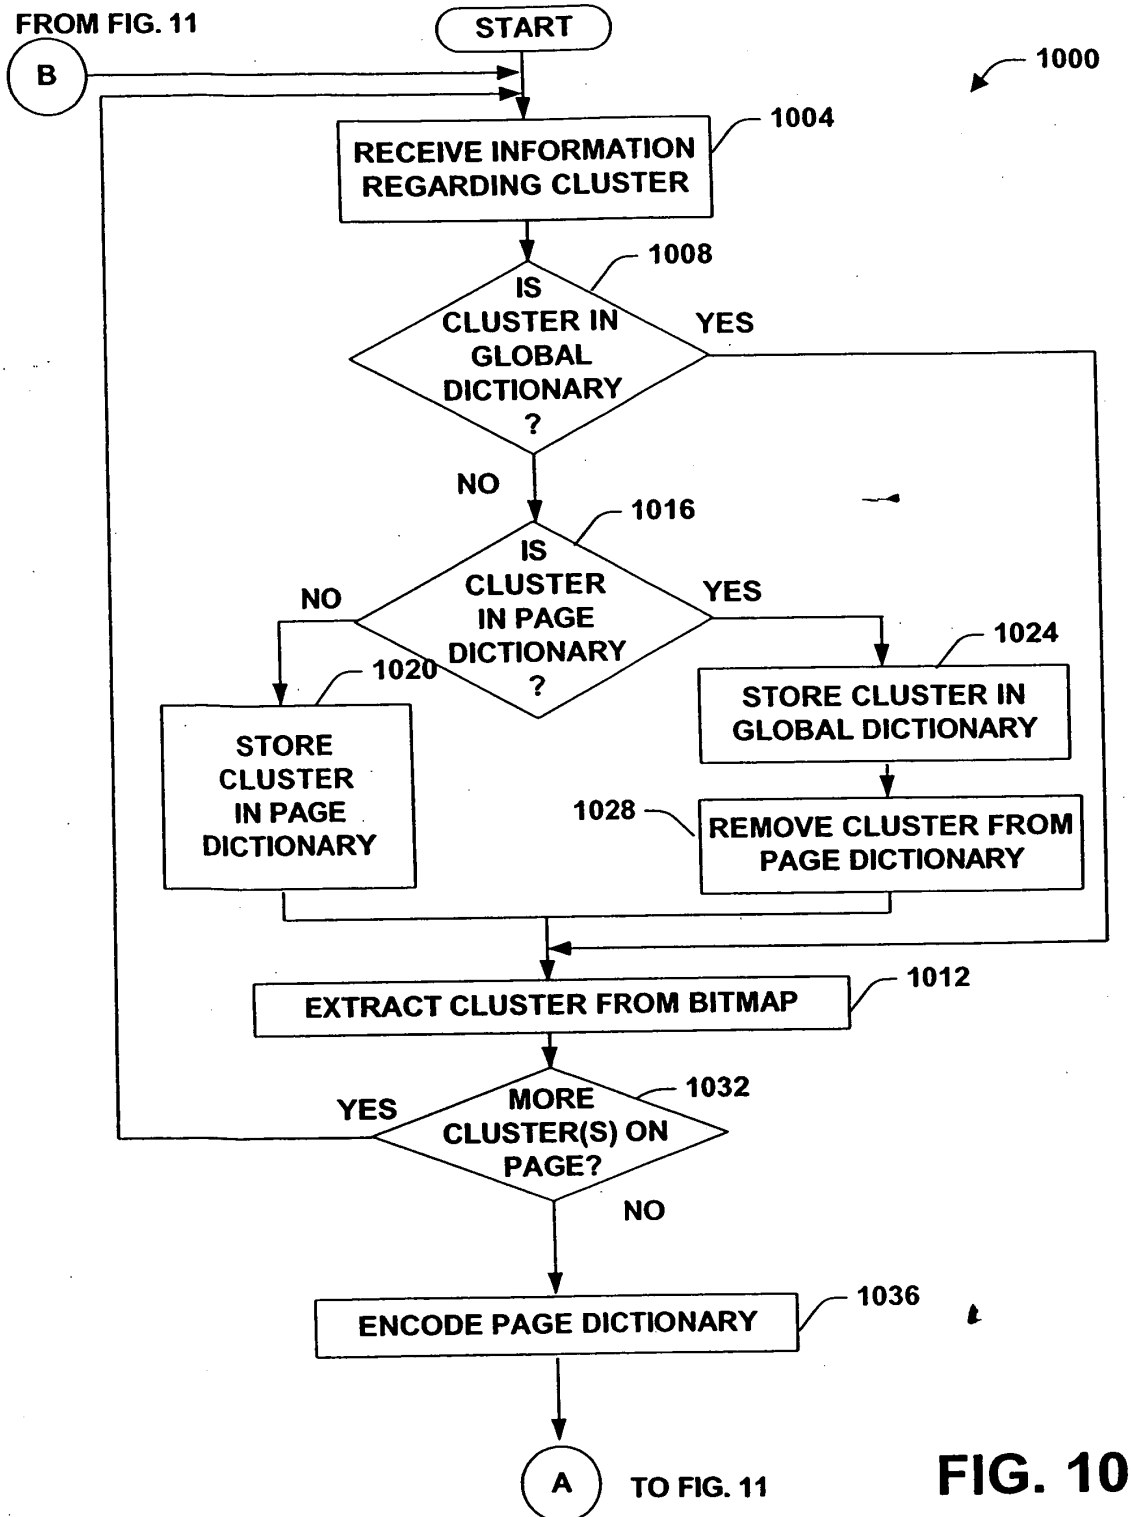 FROM FIG. 11
START
B
1000
1004
RECEIVE INFORMATION
REGARDING CLUSTER
1008
IS
CLUSTER IN
GLOBAL
DICTIONARY
?
YES
NO
1016
IS
CLUSTER
IN PAGE
DICTIONARY
?
NO
YES
1020
1024
STORE
CLUSTER
IN PAGE
DICTIONARY
STORE CLUSTER IN
GLOBAL DICTIONARY
1028
REMOVE CLUSTER FROM
PAGE DICTIONARY
1012
EXTRACT CLUSTER FROM BITMAP
1032
YES
MORE
CLUSTER(S) ON
PAGE?
NO
1036
ENCODE PAGE DICTIONARY
A
TO FIG. 11
FIG. 10